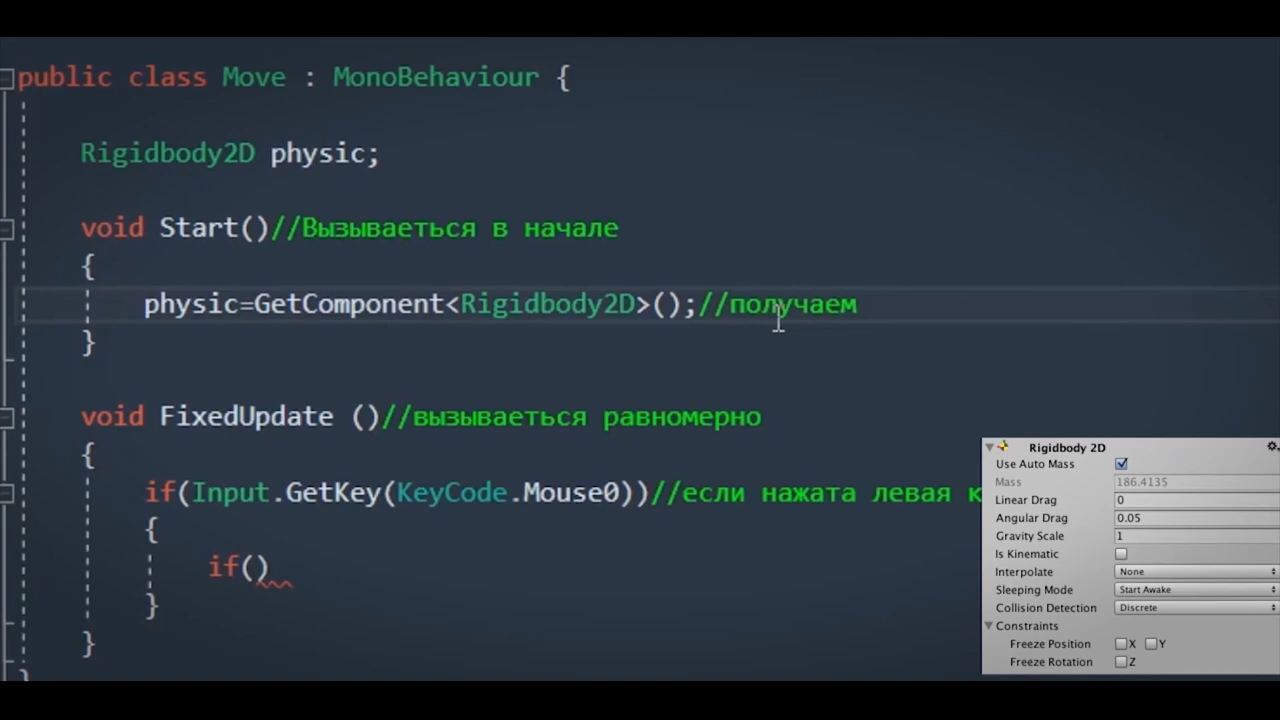 public class Move : MonoBehaviour {
Rigidbody2D physic;
void Start()//Вызываеться в начале
{
physic=GetComponent<Rigidbody2D>();//получаем
}
void FixedUpdate ()//вызываеться равномерно
{
if(Input.GetKey(KeyCode.Mouse0))//если нажата левая к
{
if()
}
}
}
Rigidbody 2D
Use Auto Mass
Mass 186.4135
Linear Drag 0
Angular Drag 0.05
Gravity Scale 1
Is Kinematic
Interpolate None
Sleeping Mode Start Awake
Collision Detection Discrete
Constraints
Freeze Position X Y
Freeze Rotation Z